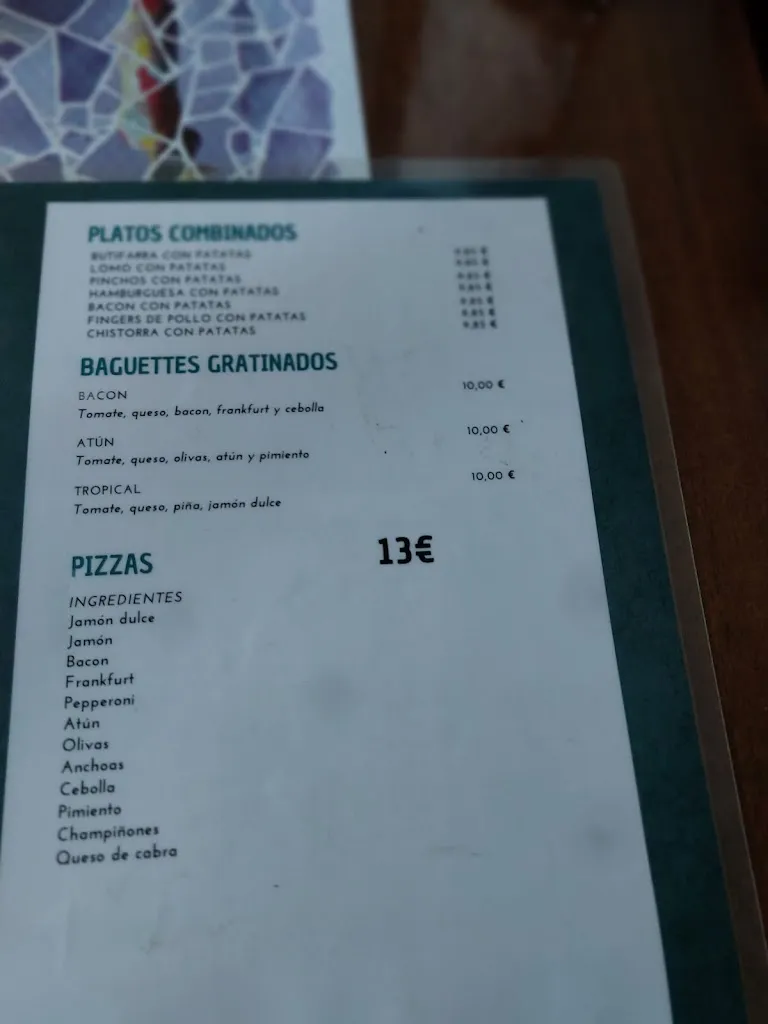 PLATOS COMBINADOS
BUTIFARRA CON PATATAS
LOMO CON PATATAS
PINCHOS CON PATATAS
HAMBURGUESA CON PATATAS
BACON CON PATATAS
FINGERS DE POLLO CON PATATAS
CHISTORRA CON PATATAS 9,85 €
BAGUETTES GRATINADOS
BACON 10,00 €
Tomate, queso, bacon, frankfurt y cebolla
ATÚN 10,00 €
Tomate, queso, olivas, atún y pimiento
TROPICAL 10,00 €
Tomate, queso, piña, jamón dulce
PIZZAS 13€
INGREDIENTES
Jamón dulce
Jamón
Bacon
Frankfurt
Pepperoni
Atún
Olivas
Anchoas
Cebolla
Pimiento
Champiñones
Queso de cabra